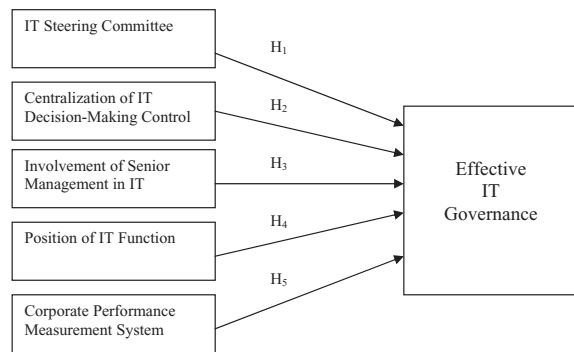 IT Steering Committee
H₁
Centralization of IT
Decision-Making Control
H₂
Involvement of Senior
Management in IT
H₃
Position of IT Function
H₄
Corporate Performance
Measurement System
H₅
Effective
IT
Governance